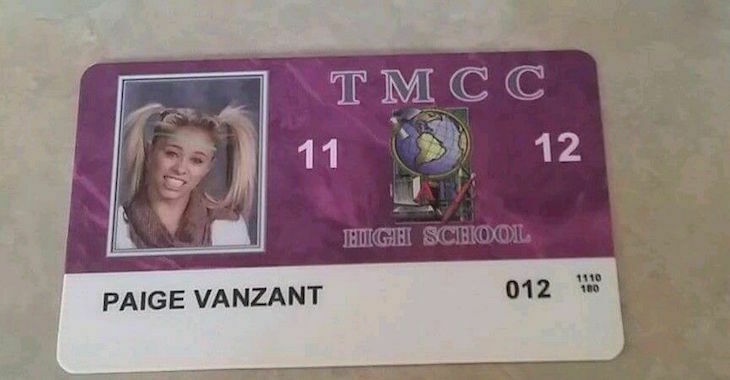 TMCC
11 12
HIGH SCHOOL
PAIGE VANZANT 012 1110
180